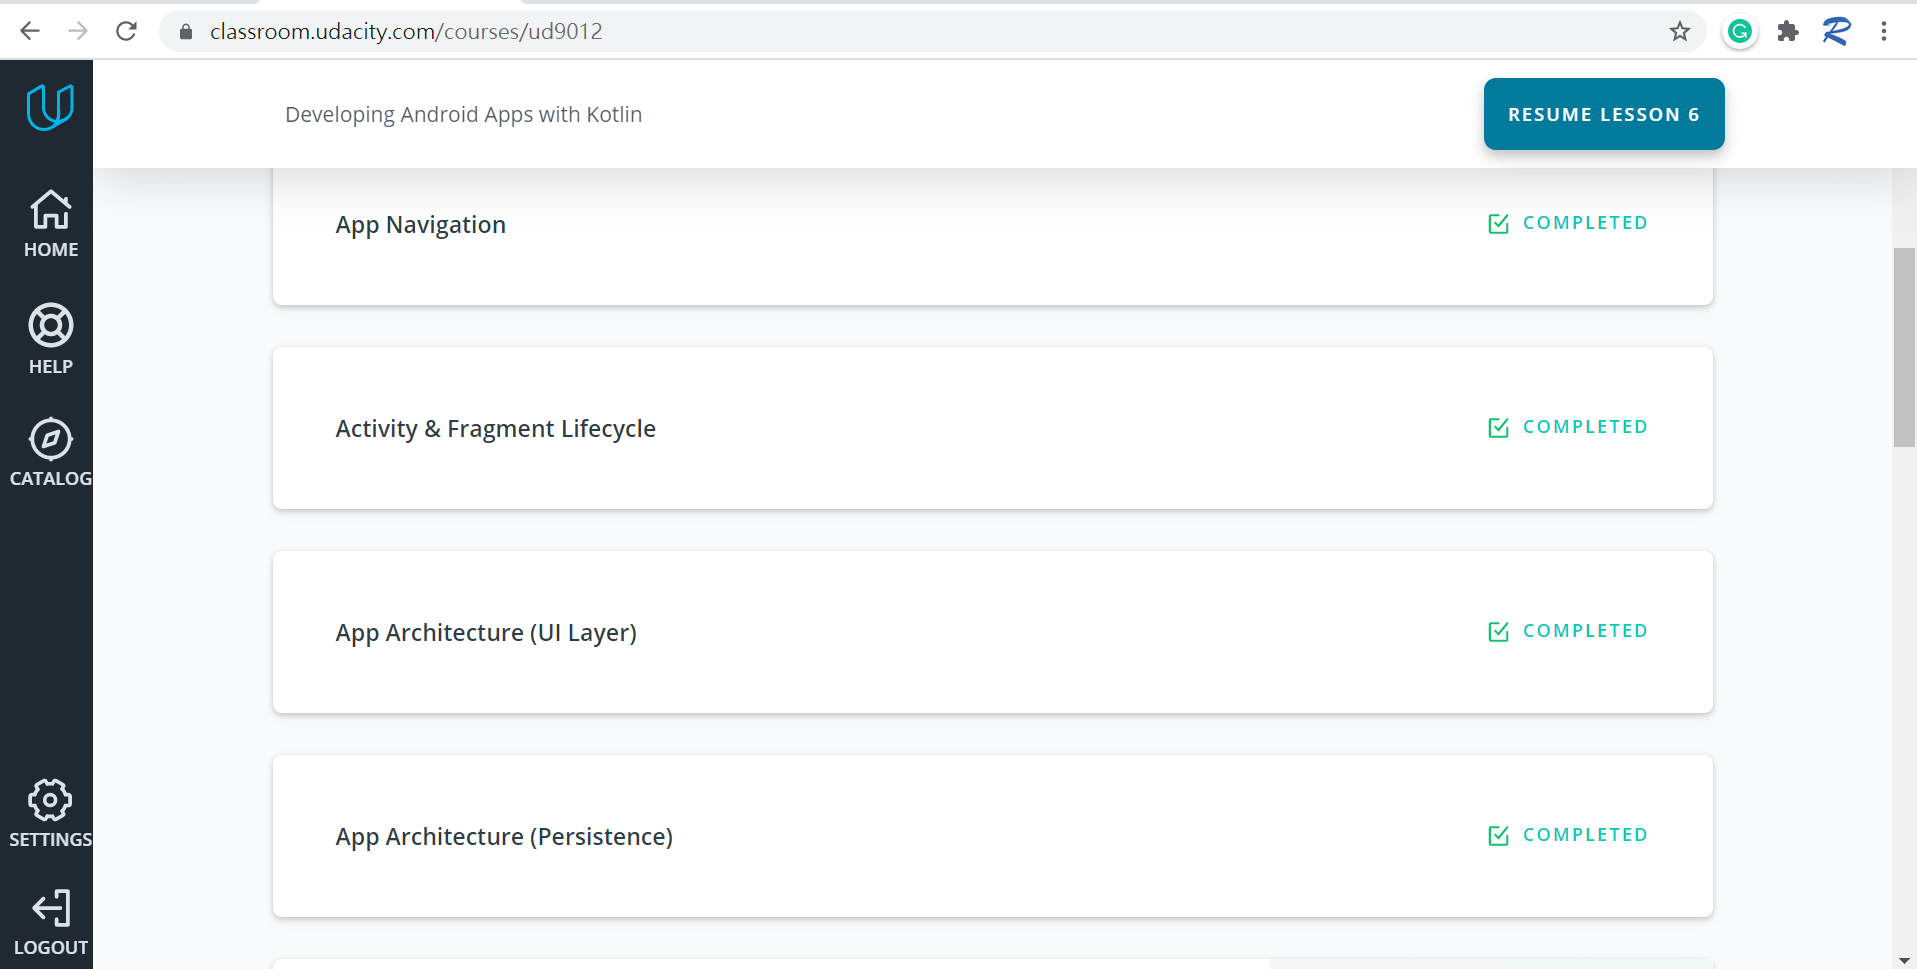 classroom.udacity.com/courses/ud9012
Developing Android Apps with Kotlin
RESUME LESSON 6
HOME
HELP
CATALOG
SETTINGS
LOGOUT
App Navigation
COMPLETED
Activity & Fragment Lifecycle
COMPLETED
App Architecture (UI Layer)
COMPLETED
App Architecture (Persistence)
COMPLETED